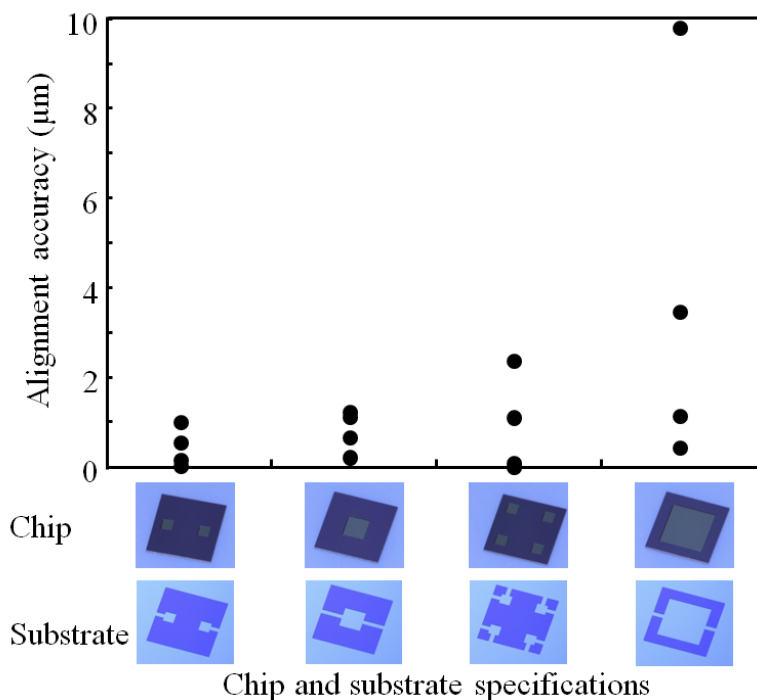 10
8
6
4
2
0
Alignment accuracy (μm)
Chip
Substrate
Chip and substrate specifications